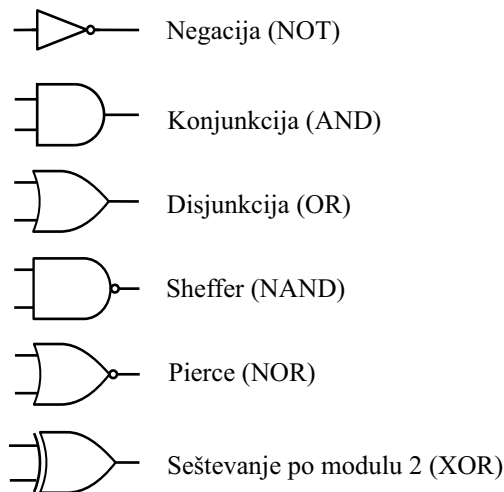 Negacija (NOT)
Konjunkcija (AND)
Disjunkcija (OR)
Sheffer (NAND)
Pierce (NOR)
Seštevanje po modulu 2 (XOR)